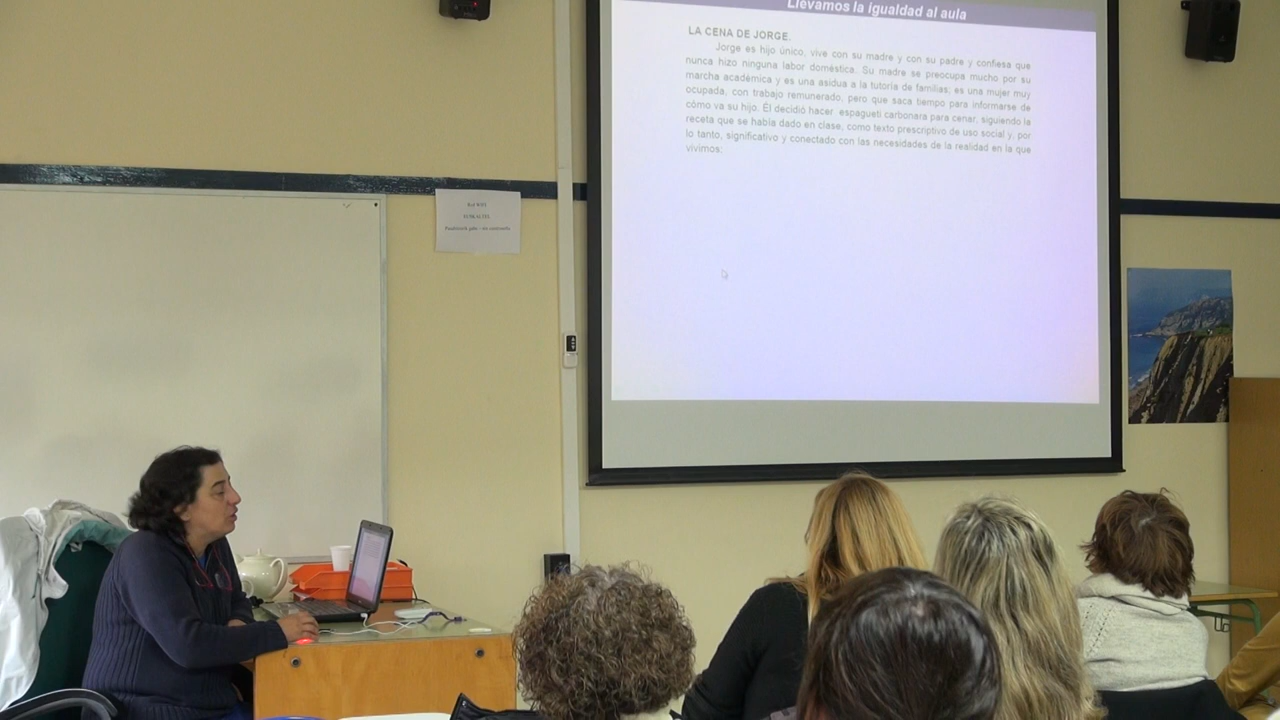 Llevamos la igualdad al aula
LA CENA DE JORGE.
Jorge es hijo único, vive con su madre y con su padre y confiesa que
nunca hizo ninguna labor doméstica. Su madre se preocupa mucho por su
marcha académica y es una asidua a la tutoría de familias; es una mujer muy
ocupada, con trabajo remunerado, pero que saca tiempo para informarse de
cómo va su hijo. Él decidió hacer espagueti carbonara para cenar, siguiendo la
receta que se había dado en clase, como texto prescriptivo de uso social y, por
lo tanto, significativo y conectado con las necesidades de la realidad en la que
vivimos:
EUSKALTEL